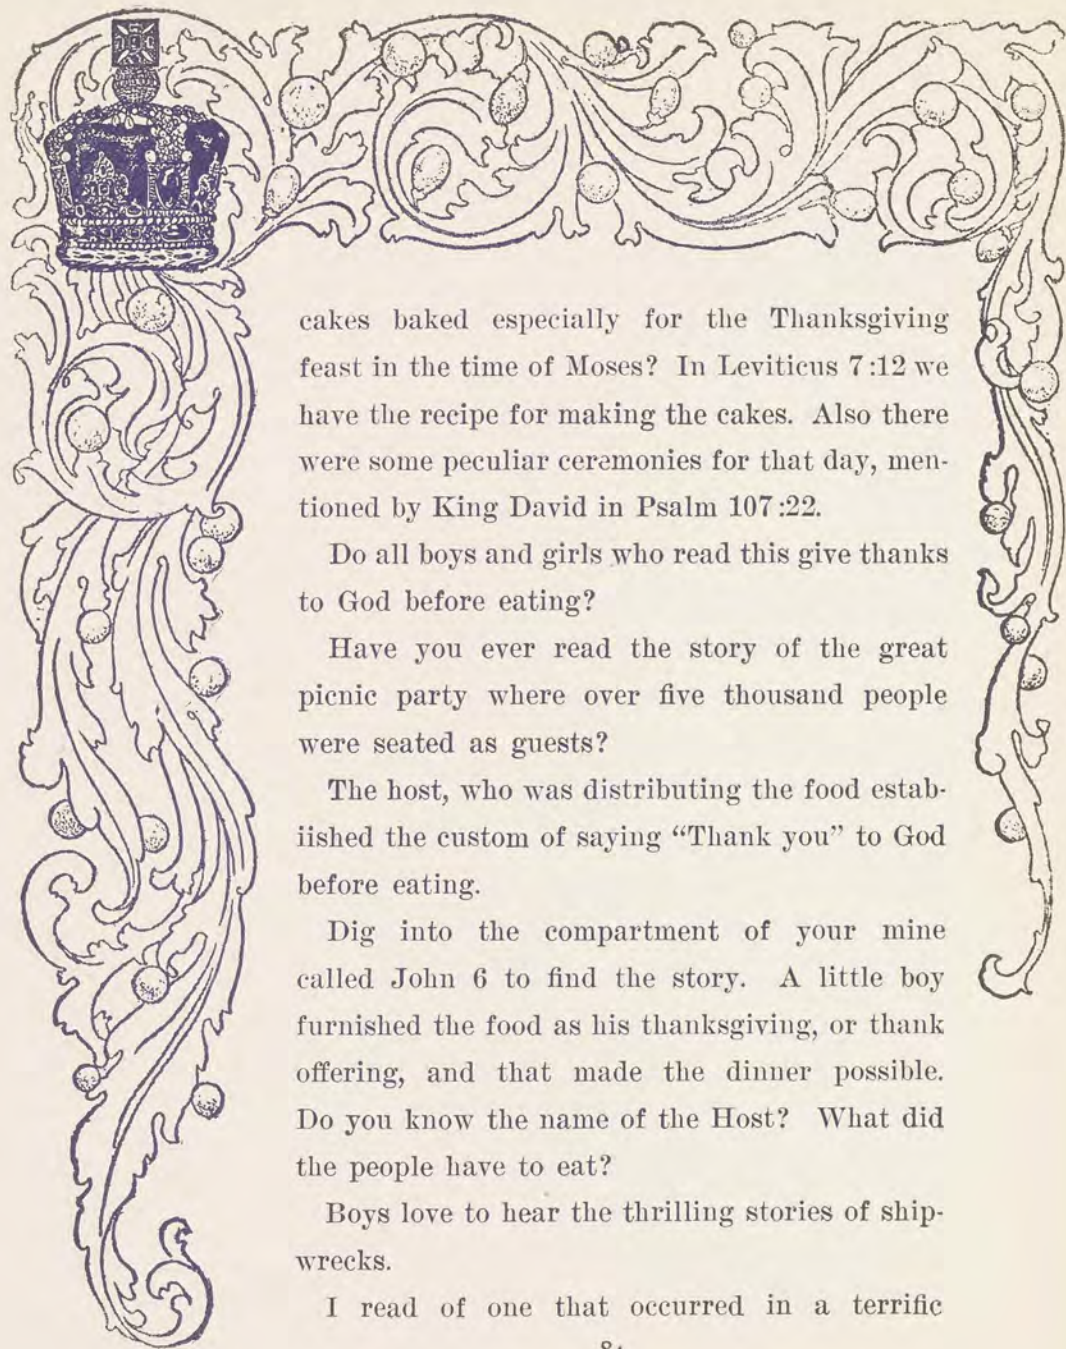 cakes baked especially for the Thanksgiving
feast in the time of Moses? In Leviticus 7:12 we
have the recipe for making the cakes. Also there
were some peculiar ceremonies for that day, men-
tioned by King David in Psalm 107:22.
Do all boys and girls who read this give thanks
to God before eating?
Have you ever read the story of the great
picnic party where over five thousand people
were seated as guests?
The host, who was distributing the food estab-
iished the custom of saying “Thank you” to God
before eating.
Dig into the compartment of your mine
called John 6 to find the story. A little boy
furnished the food as his thanksgiving, or thank
offering, and that made the dinner possible.
Do you know the name of the Host? What did
the people have to eat?
Boys love to hear the thrilling stories of ship-
wrecks.
I read of one that occurred in a terrific